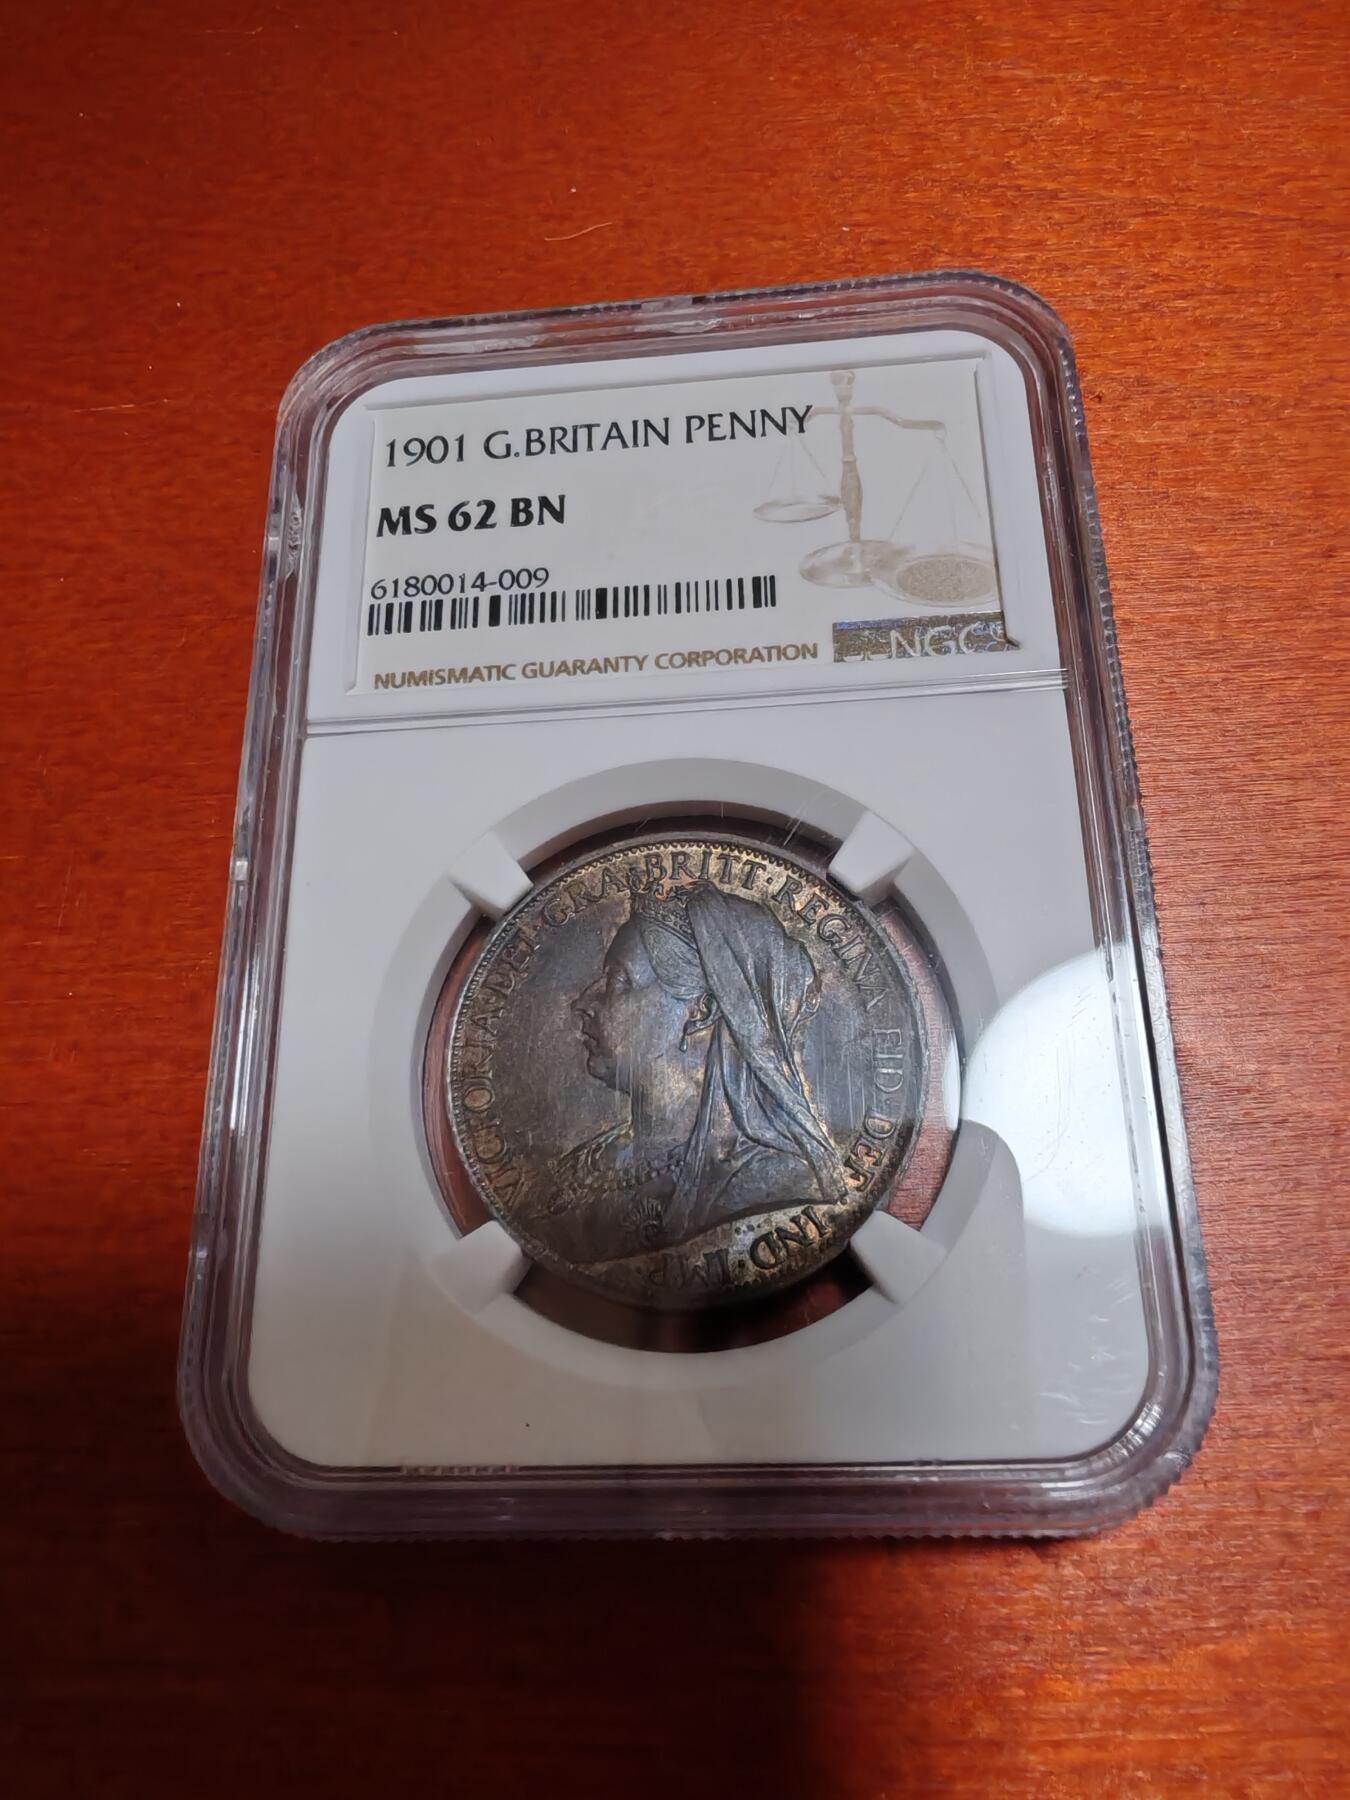 1901 G.BRITAIN PENNY
MS 62 BN
6180014-009
NUMISMATIC GUARANTY CORPORATION
NGC
VICTORIA·DEI·GRA·BRITT·REGINA·FID·DEF·IND·IMP·